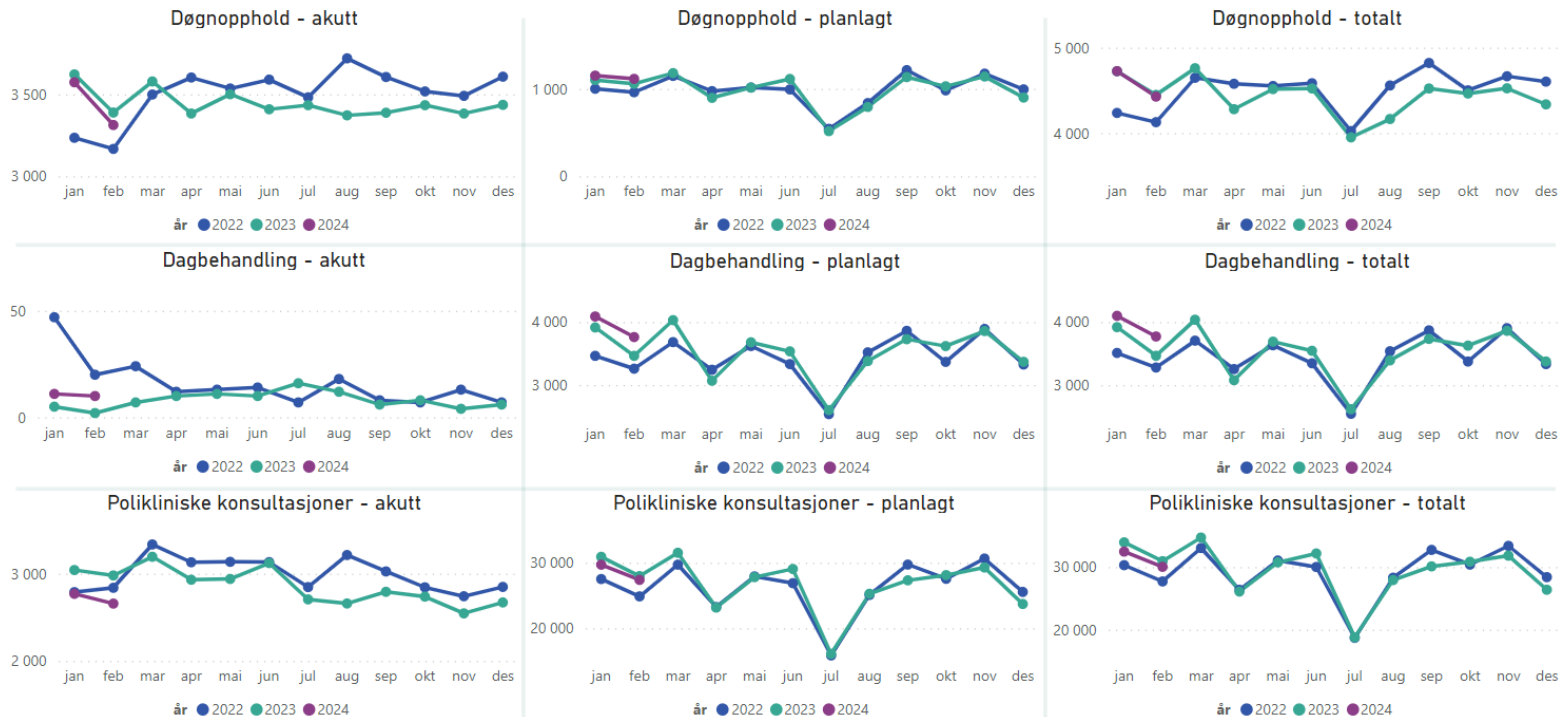 Døgnopphold - akutt
3 500
3 000
jan feb mar apr mai jun jul aug sep okt nov des
år 2022 2023 2024
Døgnopphold - planlagt
1 000
0
jan feb mar apr mai jun jul aug sep okt nov des
år 2022 2023 2024
Døgnopphold - totalt
5 000
4 000
jan feb mar apr mai jun jul aug sep okt nov des
år 2022 2023 2024
Dagbehandling - akutt
50
0
jan feb mar apr mai jun jul aug sep okt nov des
år 2022 2023 2024
Dagbehandling - planlagt
4 000
3 000
jan feb mar apr mai jun jul aug sep okt nov des
år 2022 2023 2024
Dagbehandling - totalt
4 000
3 000
jan feb mar apr mai jun jul aug sep okt nov des
år 2022 2023 2024
Polikliniske konsultasjoner - akutt
3 000
2 000
jan feb mar apr mai jun jul aug sep okt nov des
år 2022 2023 2024
Polikliniske konsultasjoner - planlagt
30 000
20 000
jan feb mar apr mai jun jul aug sep okt nov des
år 2022 2023 2024
Polikliniske konsultasjoner - totalt
30 000
20 000
jan feb mar apr mai jun jul aug sep okt nov des
år 2022 2023 2024